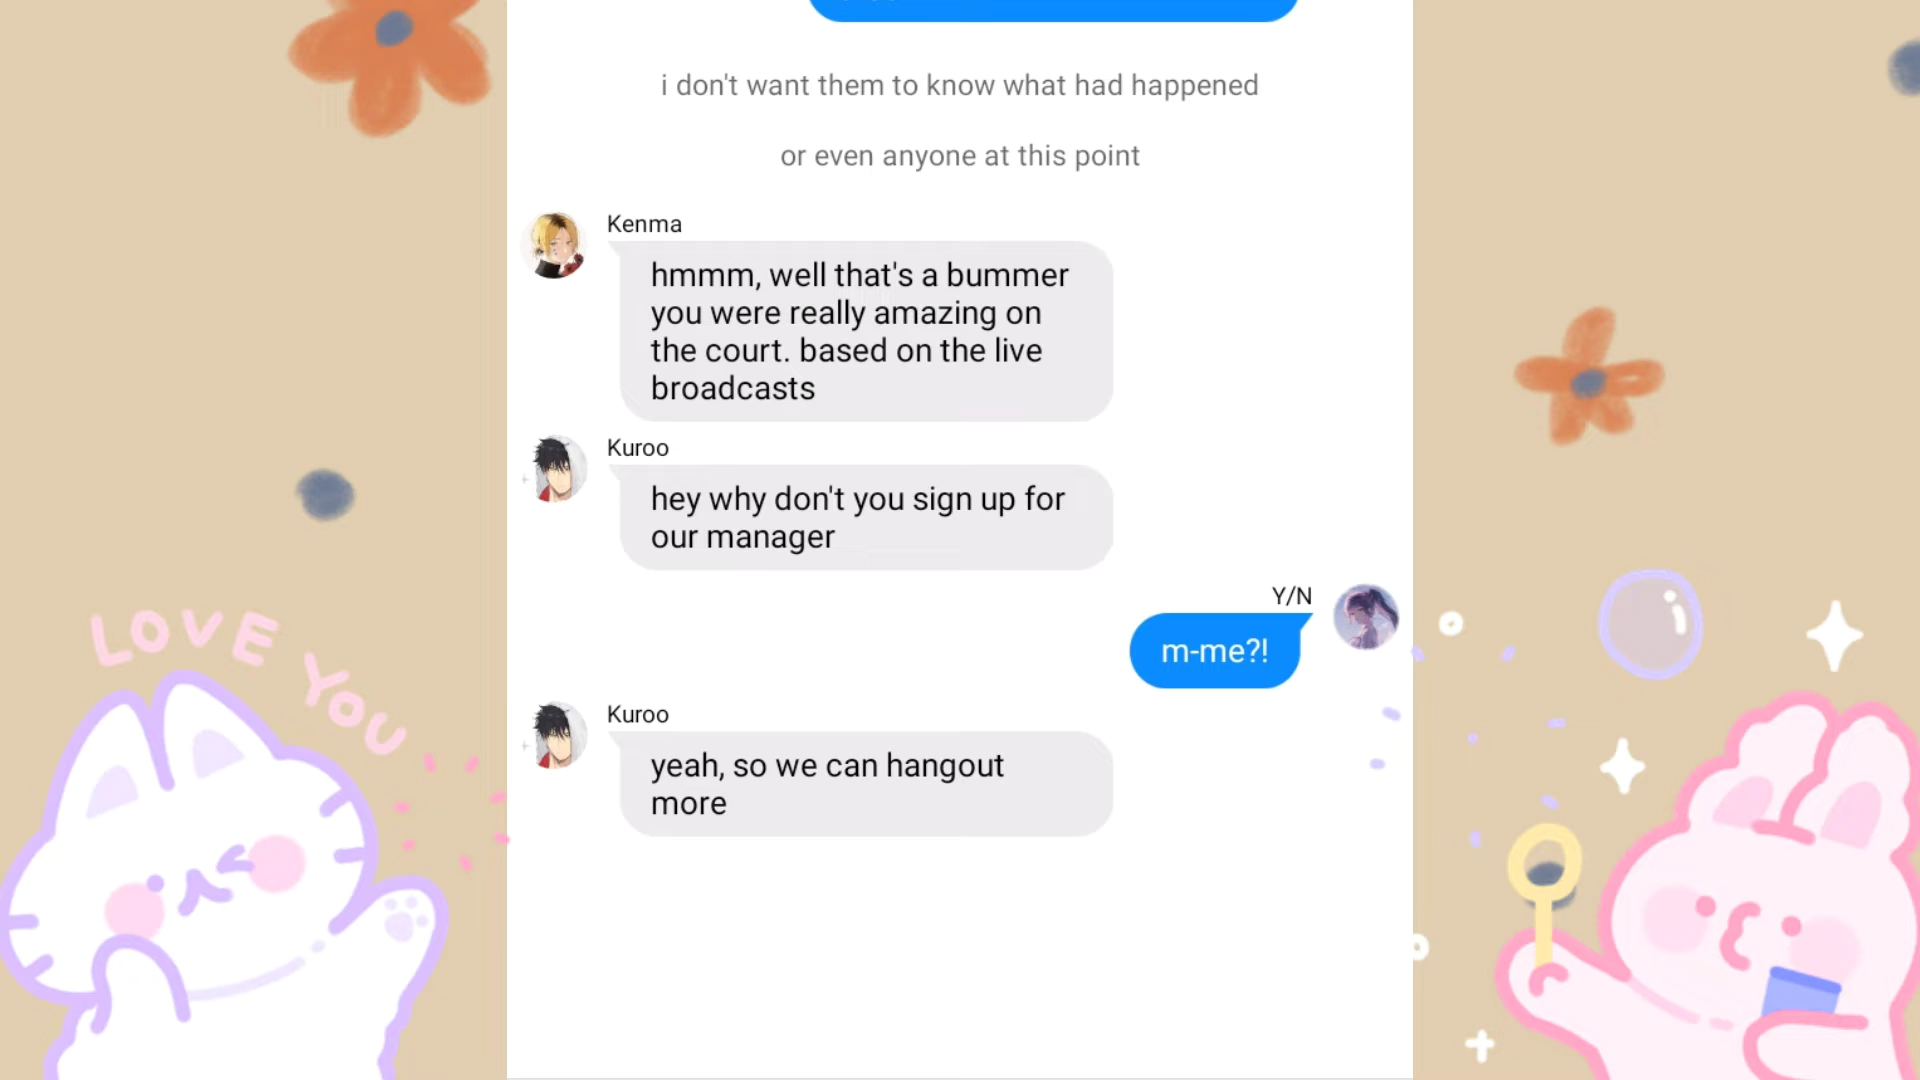 i don't want them to know what had happened
or even anyone at this point
Kenma
hmmm, well that's a bummer
you were really amazing on
the court. based on the live
broadcasts
Kuroo
hey why don't you sign up for
our manager
Y/N
m-me?!
Kuroo
yeah, so we can hangout
more
LOVE YOU